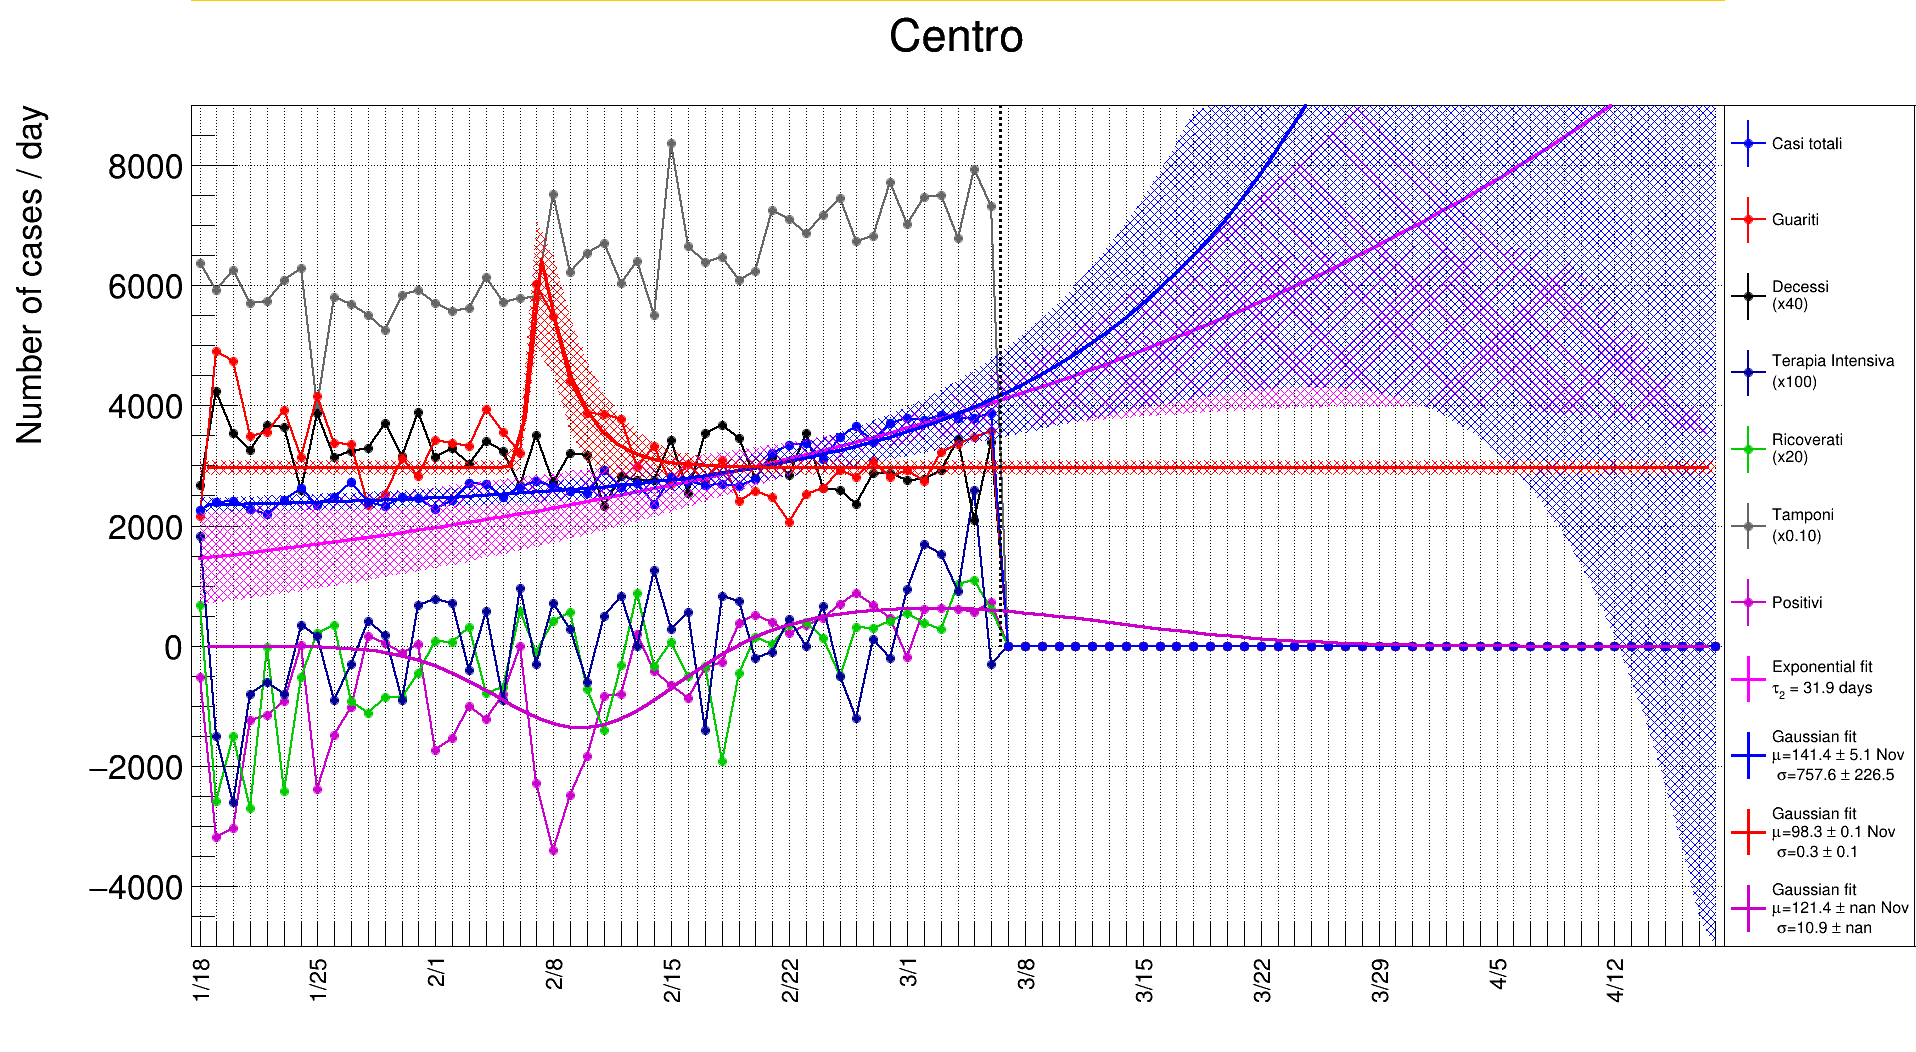 Centro
Number of cases / day
8000
6000
4000
2000
0
−2000
−4000
1/18
1/25
2/1
2/8
2/15
2/22
3/1
3/8
3/15
3/22
3/29
4/5
4/12
Casi totali
Guariti
Decessi
(x40)
Terapia Intensiva
(x100)
Ricoverati
(x20)
Tamponi
(x0.10)
Positivi
Exponential fit
τ2 = 31.9 days
Gaussian fit
μ=141.4 ± 5.1 Nov
σ=757.6 ± 226.5
Gaussian fit
μ=98.3 ± 0.1 Nov
σ=0.3 ± 0.1
Gaussian fit
μ=121.4 ± nan Nov
σ=10.9 ± nan